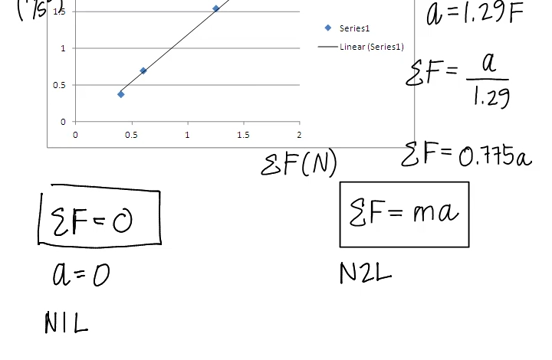 a=1.29F
1.5
Series1
1
Linear (Series1)
ΣF= a
1.29
0.5
0
0 0.5 1 1.5 2
ΣF(N)
ΣF=0.775a
ΣF=0
ΣF=ma
a=0
N2L
N1L